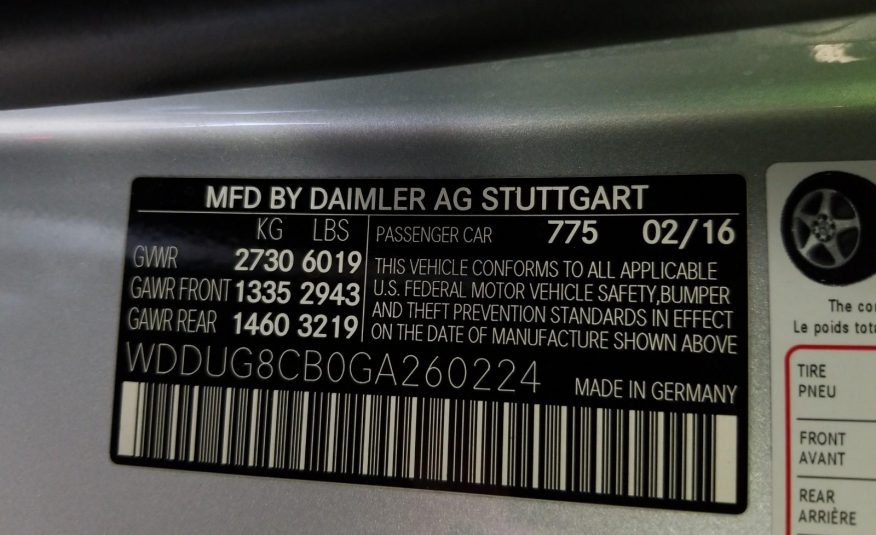 MFD BY DAIMLER AG STUTTGART
KG LBS
GVWR 2730 6019
GAWR FRONT 1335 2943
GAWR REAR 1460 3219
PASSENGER CAR 775 02/16
THIS VEHICLE CONFORMS TO ALL APPLICABLE
U.S. FEDERAL MOTOR VEHICLE SAFETY,BUMPER
AND THEFT PREVENTION STANDARDS IN EFFECT
ON THE DATE OF MANUFACTURE SHOWN ABOVE
WDDUG8CB0GA260224
MADE IN GERMANY
The co
Le poids tot
TIRE
PNEU
FRONT
AVANT
REAR
ARRIÈRE